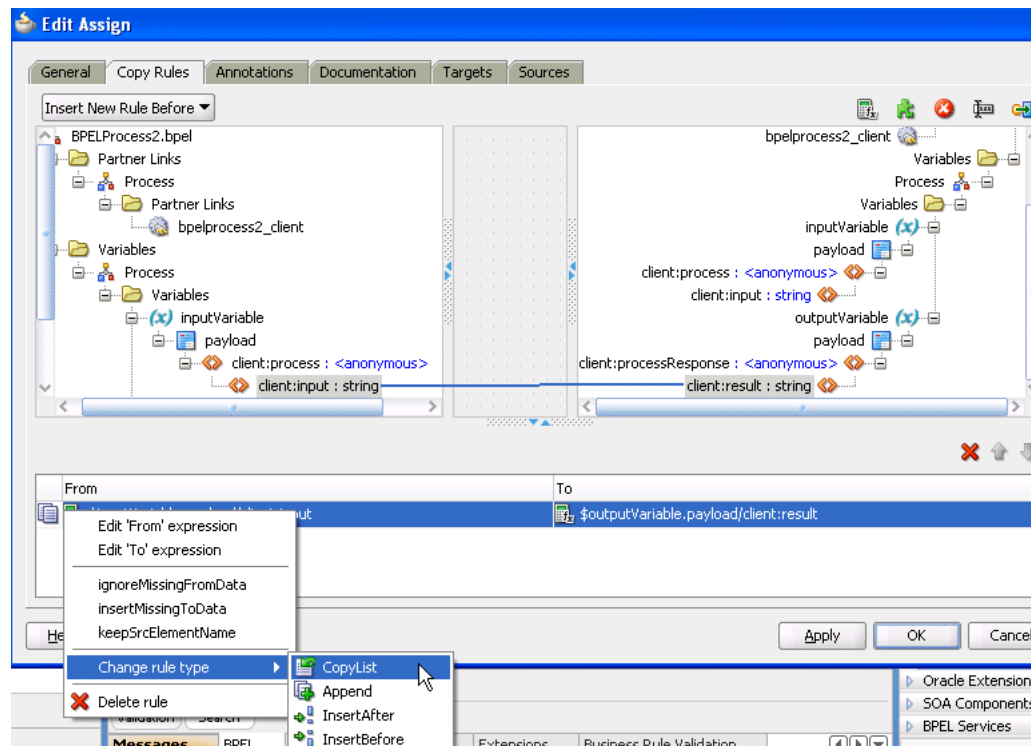 Edit Assign
General Copy Rules Annotations Documentation Targets Sources
Insert New Rule Before
BPELProcess2.bpel
Partner Links
Process
Partner Links
bpelprocess2_client
Variables
Process
Variables
inputVariable
payload
client:process : <anonymous>
client:input : string
bpelprocess2_client
Variables
Process
Variables
inputVariable
payload
client:process : <anonymous>
client:input : string
outputVariable
payload
client:processResponse : <anonymous>
client:result : string
From To
$outputVariable.payload/client:result
Edit 'From' expression
Edit 'To' expression
ignoreMissingFromData
insertMissingToData
keepSrcElementName
Change rule type
Delete rule
CopyList
Append
InsertAfter
InsertBefore
Apply OK Cancel
Oracle Extension
SOA Components
BPEL Services
Validation Search
Messages BPEL Extensions Business Rule Validation